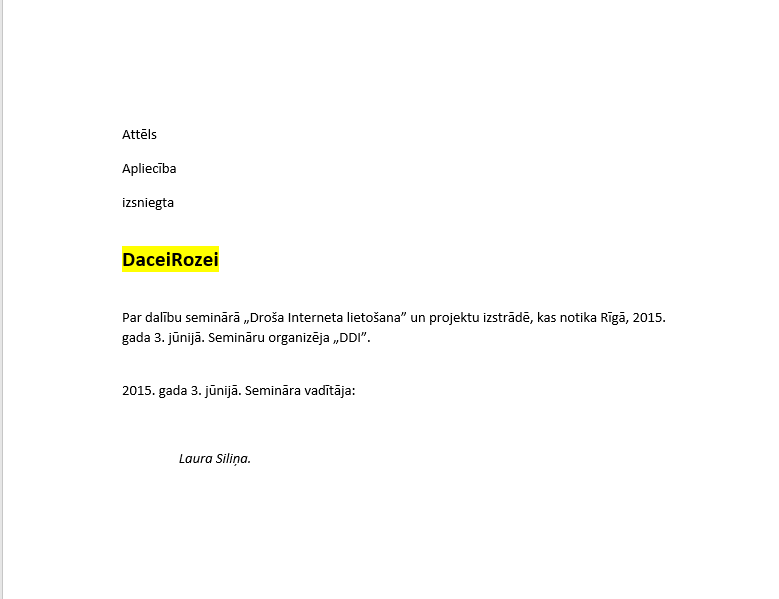 Attēls
Apliecība
izsniegta
DaceiRozei
Par dalību seminārā „Droša Interneta lietošana” un projektu izstrādē, kas notika Rīgā, 2015.
gada 3. jūnijā. Semināru organizēja „DDI”.
2015. gada 3. jūnijā. Semināra vadītāja:
Laura Siliņa.